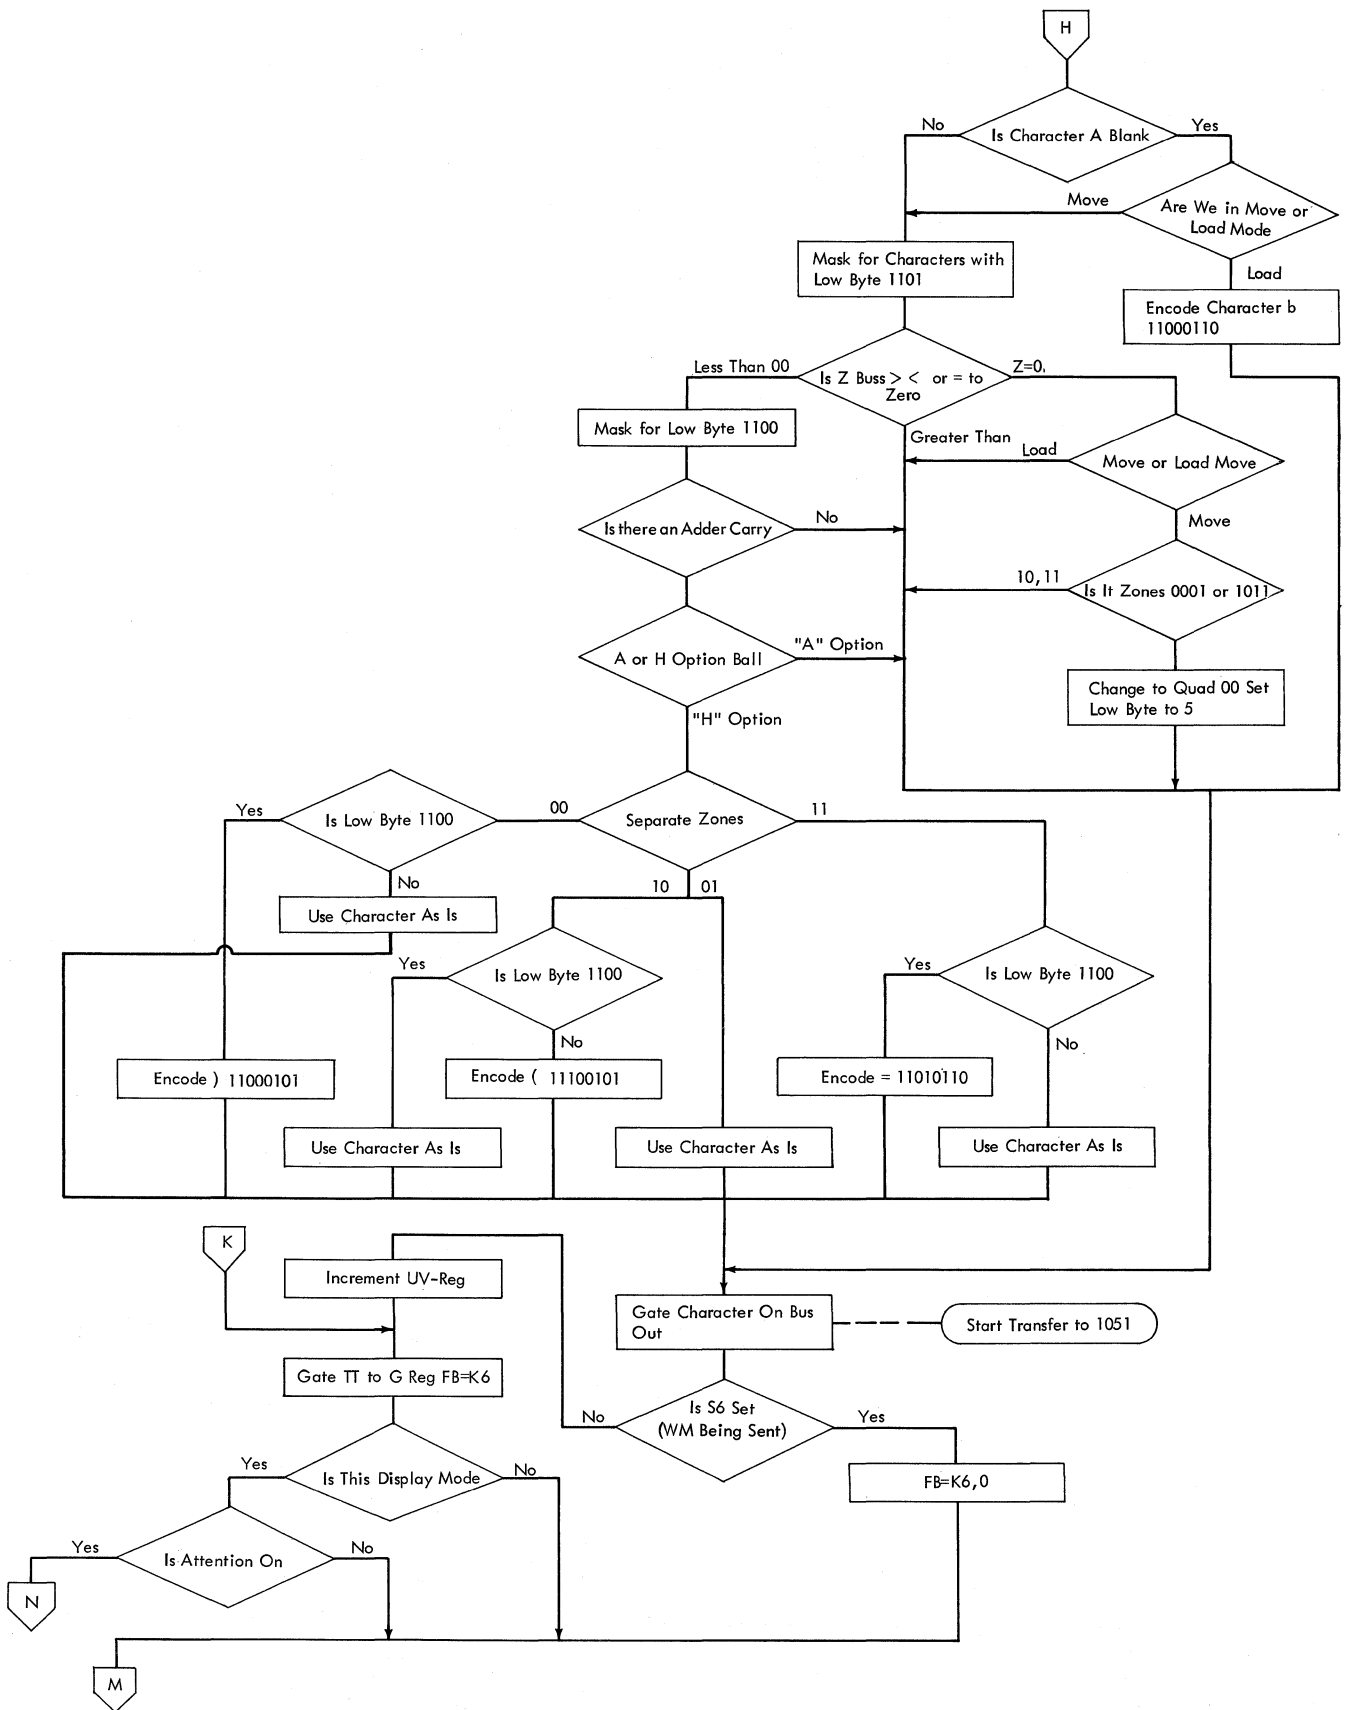 H
Is Character A Blank
No
Yes
Are We in Move or
Load Mode
Move
Load
Mask for Characters with
Low Byte 1101
Encode Character b
11000110
Is Z Buss > < or = to
Zero
Less Than 00
Z=0
Greater Than
Mask for Low Byte 1100
Move or Load Move
Load
Move
Is there an Adder Carry
No
Is It Zones 0001 or 1011
10,11
A or H Option Ball
"A" Option
"H" Option
Change to Quad 00 Set
Low Byte to 5
Separate Zones
00
11
10
01
Is Low Byte 1100
Yes
No
Use Character As Is
Is Low Byte 1100
Yes
No
Is Low Byte 1100
Yes
No
Encode ) 11000101
Encode ( 11100101
Encode = 11010110
Use Character As Is
Use Character As Is
Use Character As Is
K
Increment UV-Reg
Gate Character On Bus
Out
Start Transfer to 1051
Gate TT to G Reg FB=K6
Is S6 Set
(WM Being Sent)
No
Yes
Is This Display Mode
Yes
No
FB=K6,0
Is Attention On
Yes
No
N
M